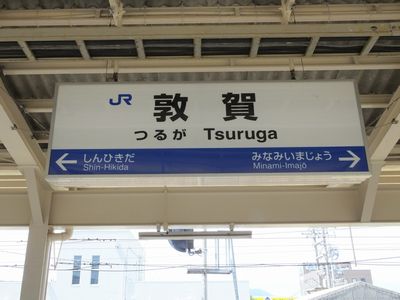 JR 敦賀
つるが Tsuruga
← しんひきだ みなみいまじょう →
Shin-Hikida Minami-Imajō